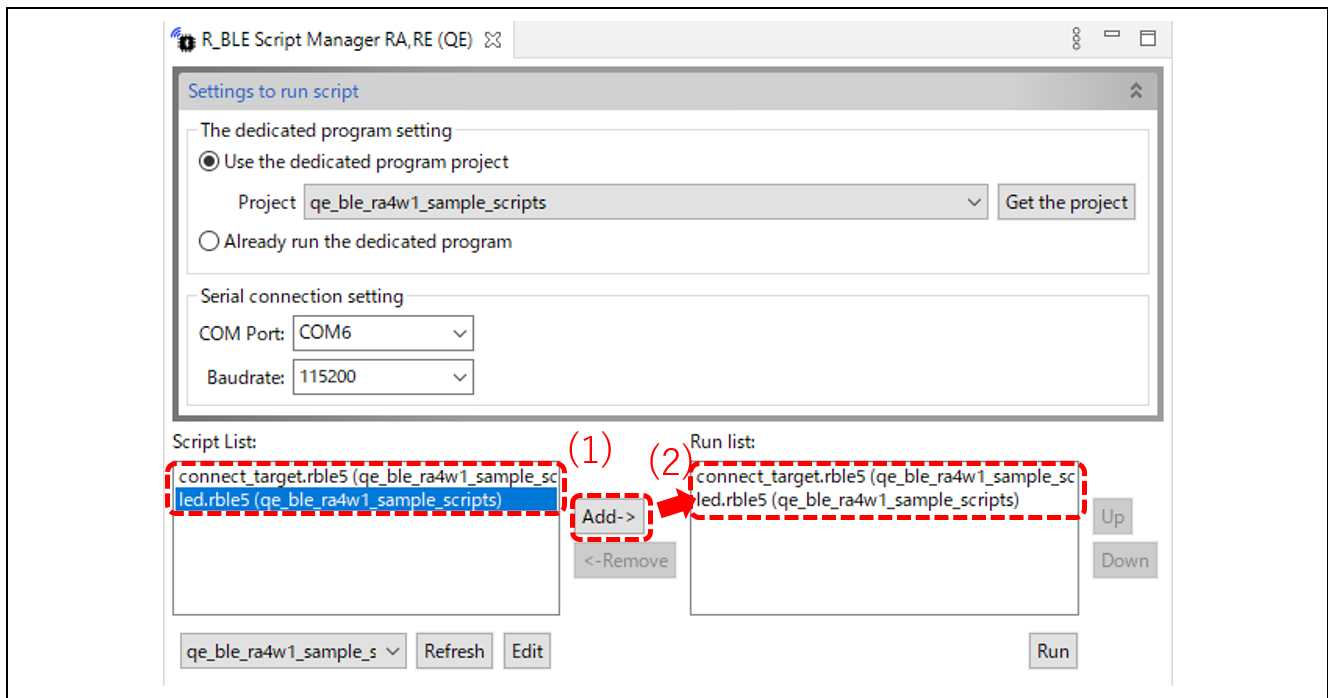 R_BLE Script Manager RA,RE (QE)
Settings to run script
The dedicated program setting
Use the dedicated program project
Project qe_ble_ra4w1_sample_scripts Get the project
Already run the dedicated program
Serial connection setting
COM Port: COM6
Baudrate: 115200
Script List: (1) (2) Run list:
connect_target.rble5 (qe_ble_ra4w1_sample_sc connect_target.rble5 (qe_ble_ra4w1_sample_sc
led.rble5 (qe_ble_ra4w1_sample_scripts) led.rble5 (qe_ble_ra4w1_sample_scripts)
Add-> Up
<-Remove Down
qe_ble_ra4w1_sample_s Refresh Edit Run